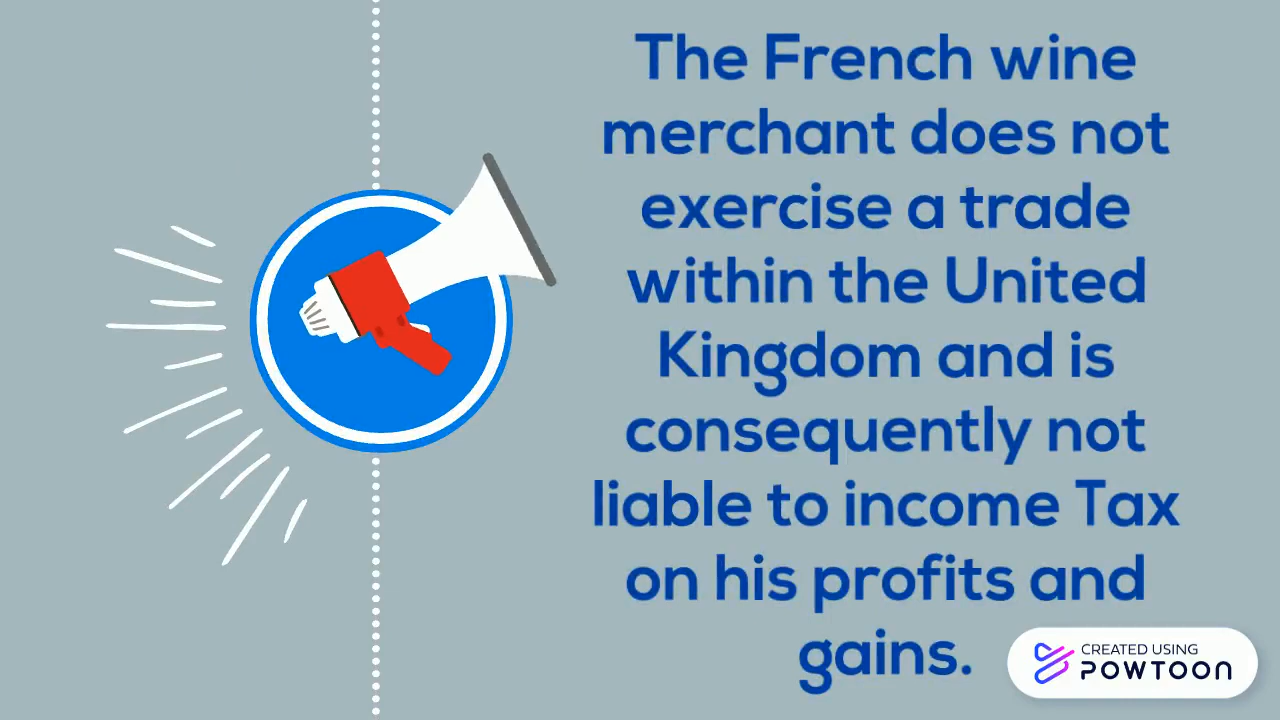 The French wine
merchant does not
exercise a trade
within the United
Kingdom and is
consequently not
liable to income Tax
on his profits and
gains.
CREATED USING
POWTOON